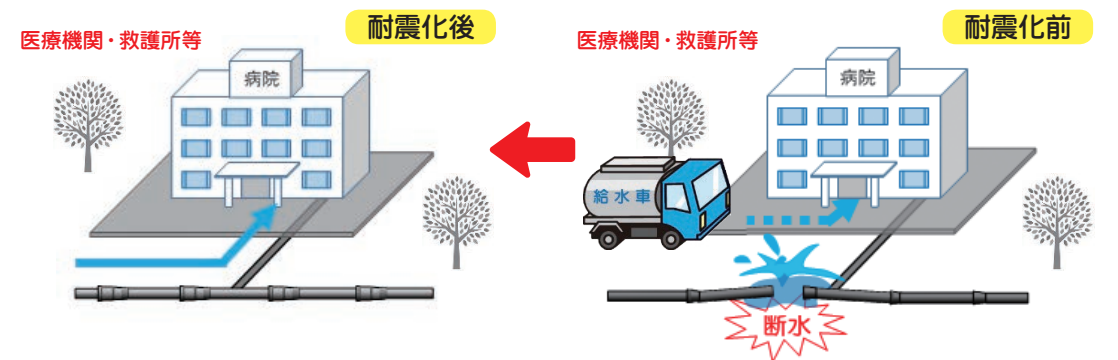 耐震化後
医療機関・救護所等
病院
耐震化前
医療機関・救護所等
病院
給水車
断水